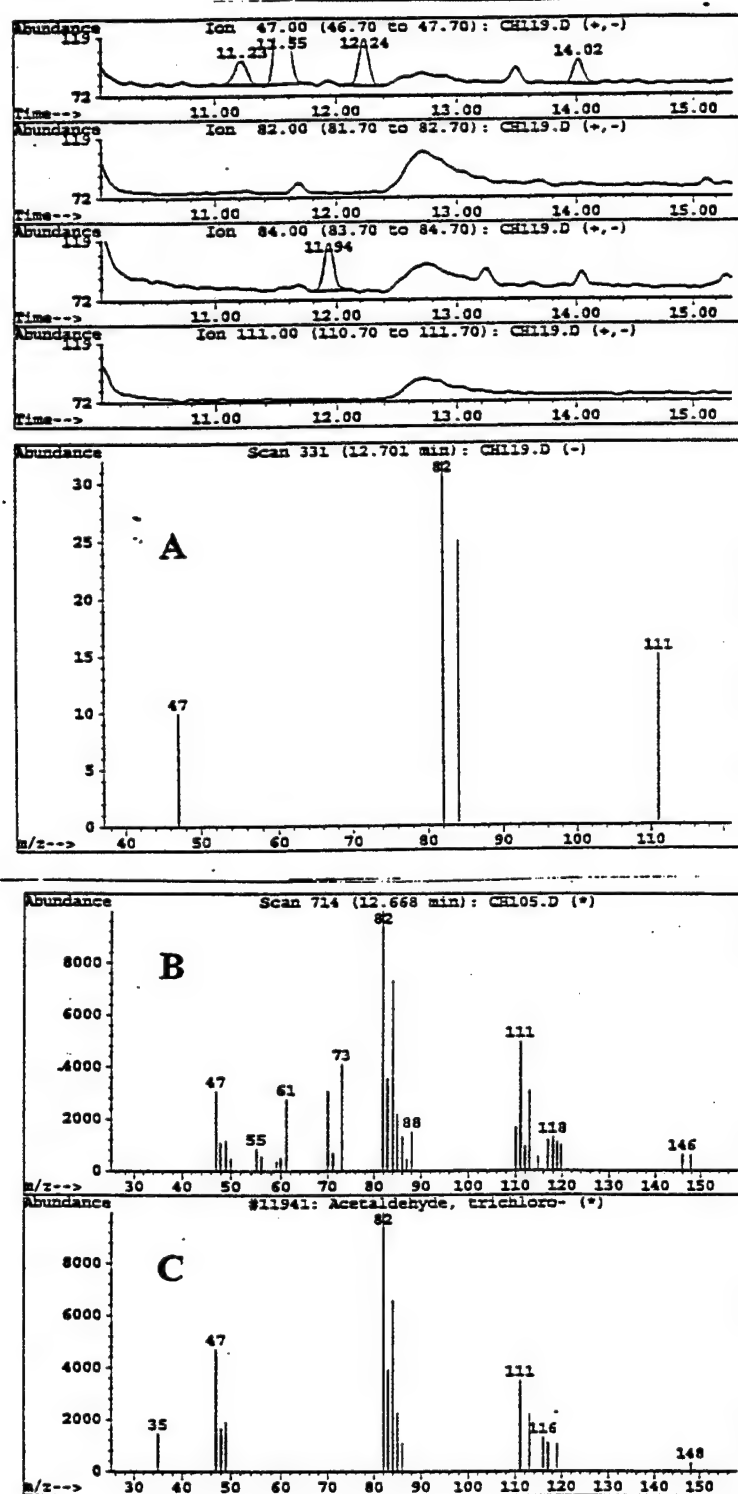 Abundance Ion 47.00 (46.70 to 47.70): CH119.D (+,-)
119 11.23 11.55 12.24 14.02
72
Time--> 11.00 12.00 13.00 14.00 15.00
Abundance Ion 82.00 (81.70 to 82.70): CH119.D (+,-)
119
72
Time--> 11.00 12.00 13.00 14.00 15.00
Abundance Ion 84.00 (83.70 to 84.70): CH119.D (+,-)
119 11.94
72
Time--> 11.00 12.00 13.00 14.00 15.00
Abundance Ion 111.00 (110.70 to 111.70): CH119.D (+,-)
119
72
Time--> 11.00 12.00 13.00 14.00 15.00
Abundance Scan 331 (12.701 min): CH119.D (-)
82
30
25
A
20
15 111
47
10
5
0
m/z--> 40 50 60 70 80 90 100 110
Abundance Scan 714 (12.668 min): CH105.D (*)
82
8000 B
6000
111
4000 73
47 61
2000 55 88 118 146
0
m/z--> 30 40 50 60 70 80 90 100 110 120 130 140 150
Abundance #11941: Acetaldehyde, trichloro- (*)
82
8000
C
6000
47
4000 111
2000 35 116
148
0
m/z--> 30 40 50 60 70 80 90 100 110 120 130 140 150